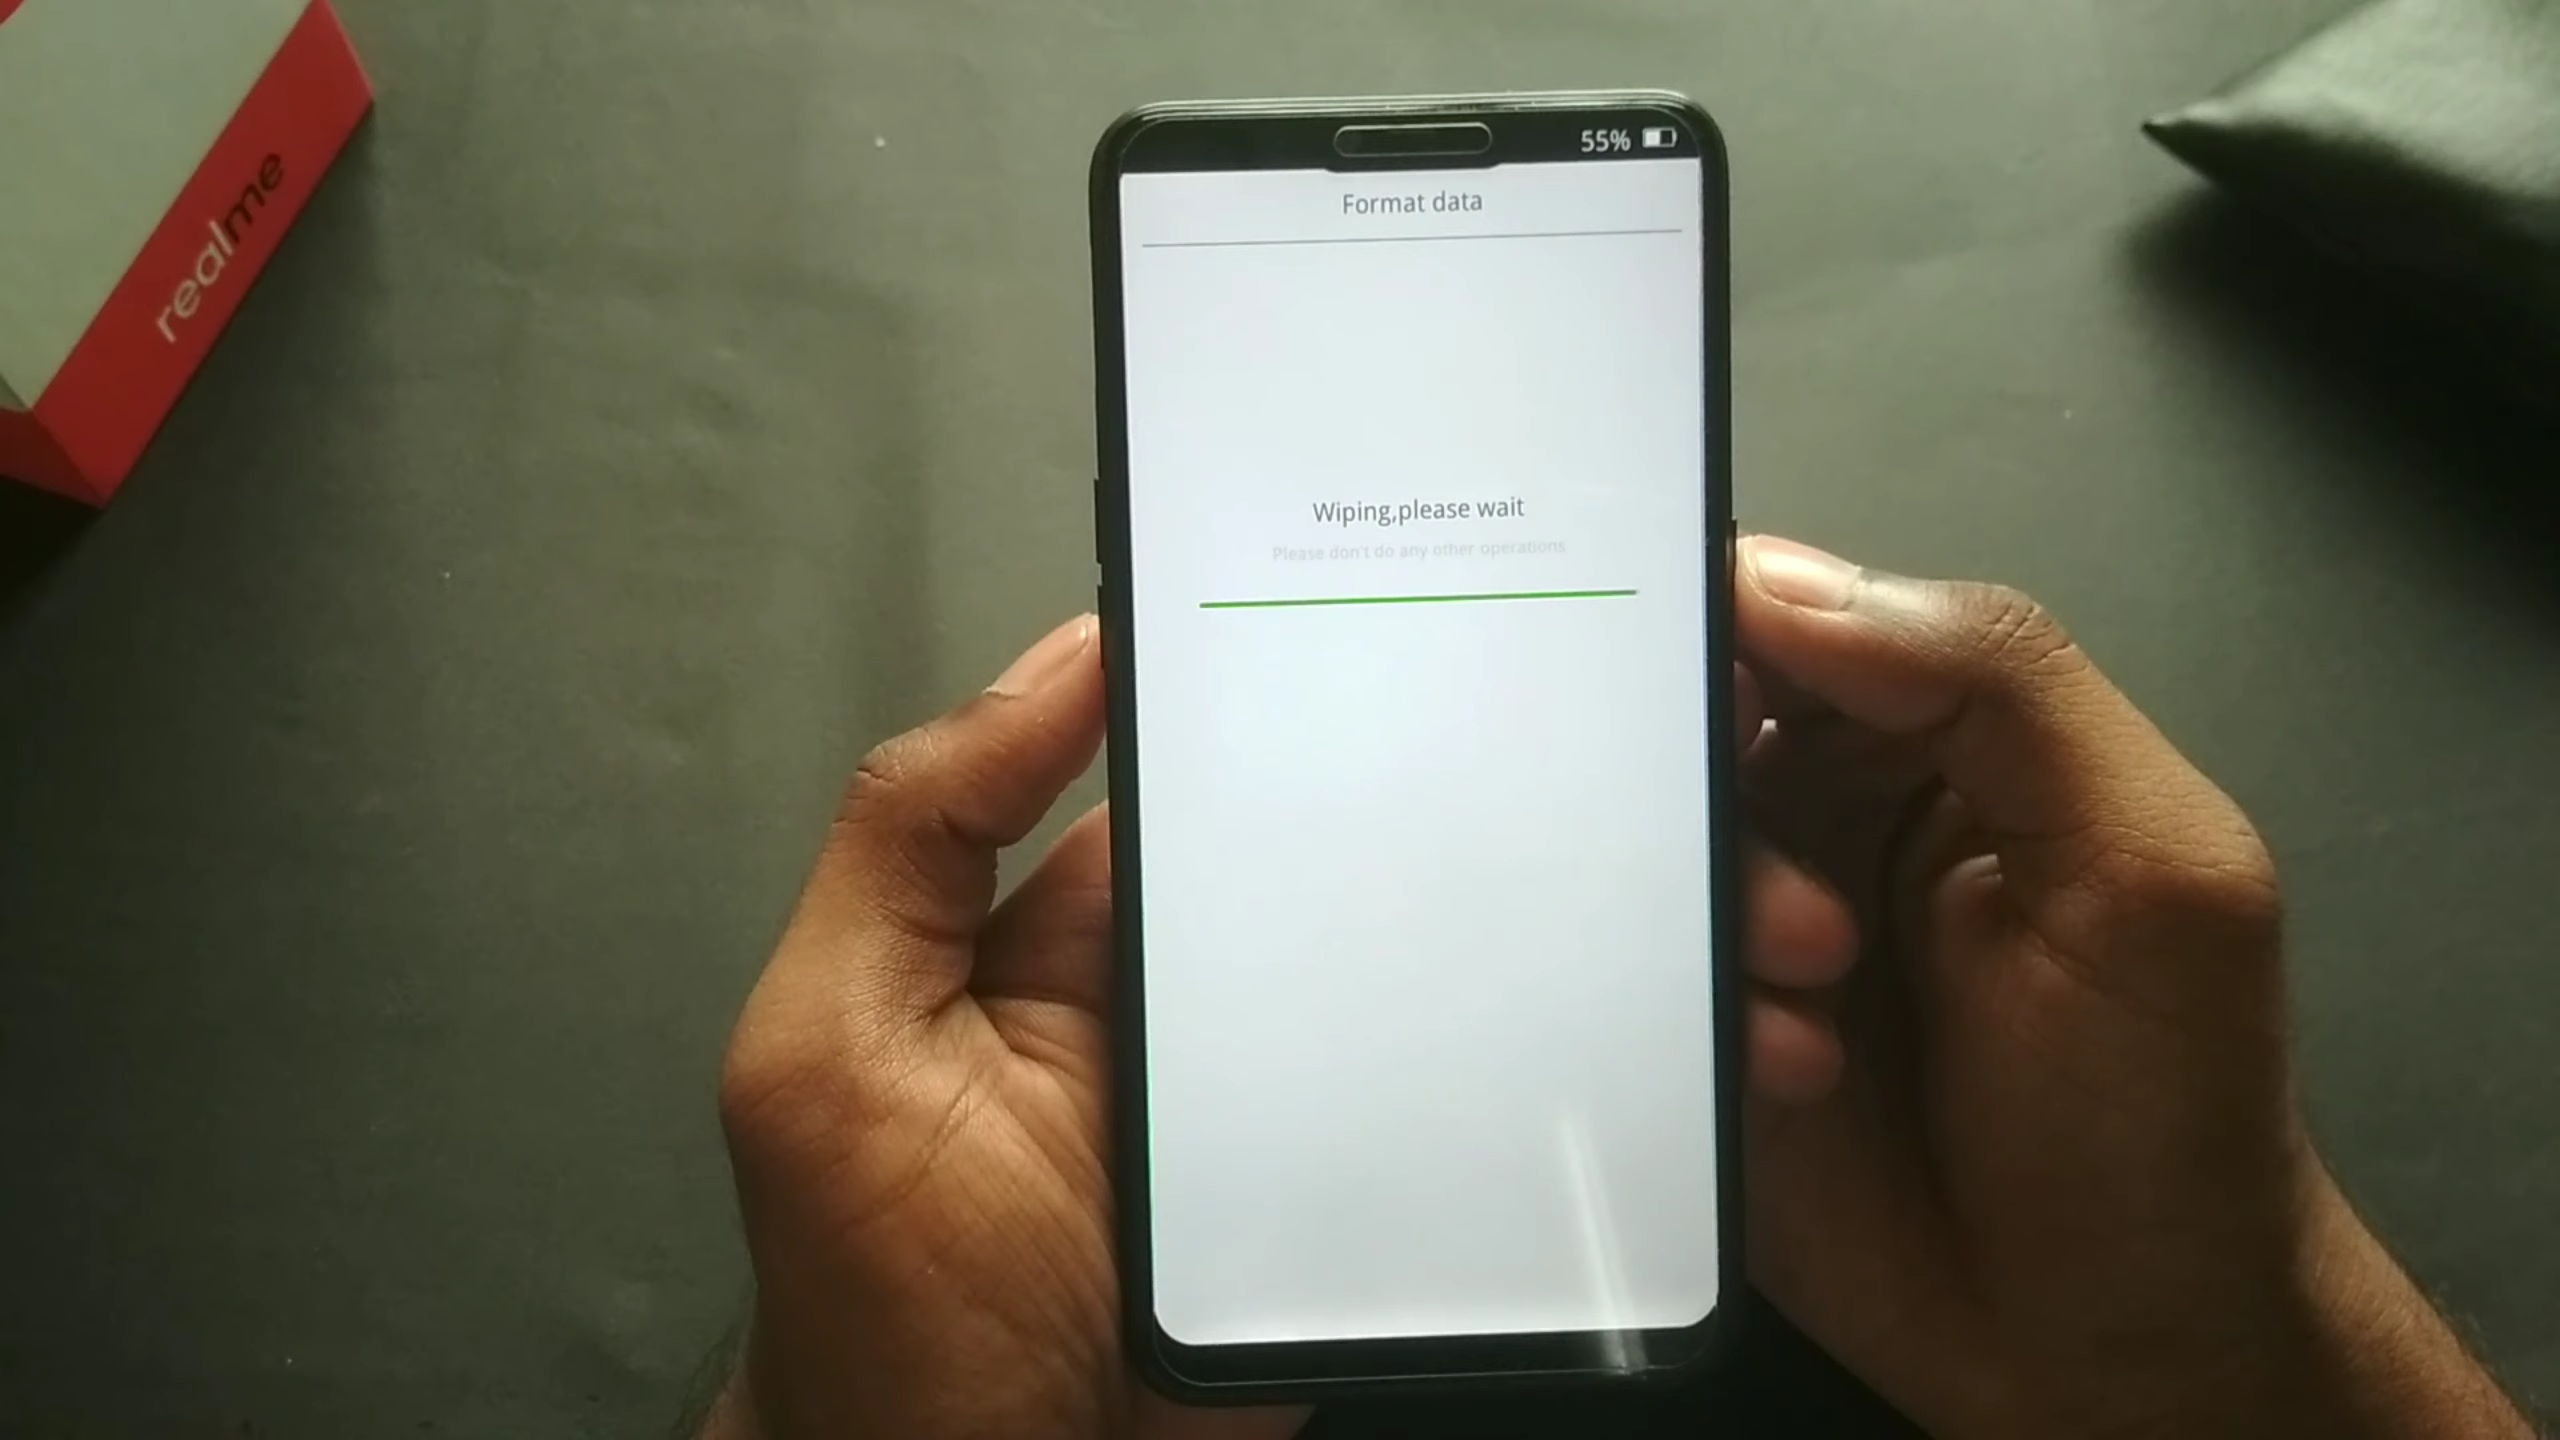 realme
55%
Format data
Wiping,please wait
Please don't do any other operations